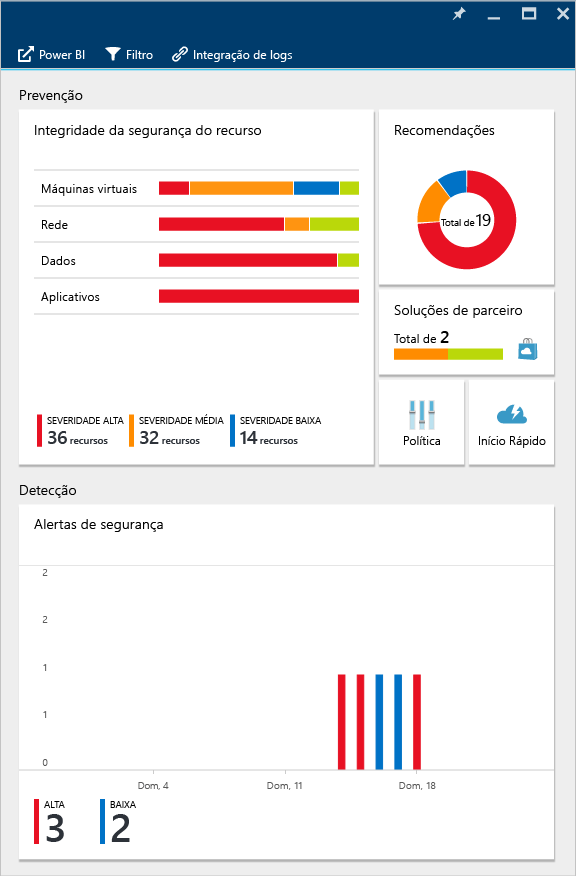 Power BI
Filtro
Integração de logs
Prevenção
Integridade da segurança do recurso
Máquinas virtuais
Rede
Dados
Aplicativos
SEVERIDADE ALTA
36 recursos
SEVERIDADE MÉDIA
32 recursos
SEVERIDADE BAIXA
14 recursos
Recomendações
Total de 19
Soluções de parceiro
Total de 2
Política
Início Rápido
Detecção
Alertas de segurança
2
2
1
1
0
Dom, 4
Dom, 11
Dom, 18
ALTA
3
BAIXA
2